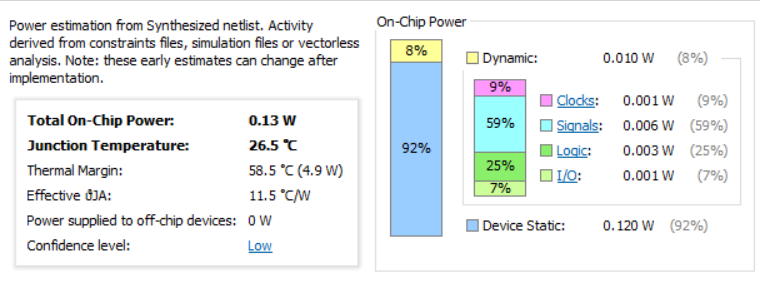 Power estimation from Synthesized netlist. Activity
derived from constraints files, simulation files or vectorless
analysis. Note: these early estimates can change after
implementation.
Total On-Chip Power: 0.13 W
Junction Temperature: 26.5 °C
Thermal Margin: 58.5 °C (4.9 W)
Effective ϑJA: 11.5 °C/W
Power supplied to off-chip devices: 0 W
Confidence level: Low
On-Chip Power
8%
92%
Dynamic: 0.010 W (8%)
9%
59%
25%
7%
Clocks: 0.001 W (9%)
Signals: 0.006 W (59%)
Logic: 0.003 W (25%)
I/O: 0.001 W (7%)
Device Static: 0.120 W (92%)